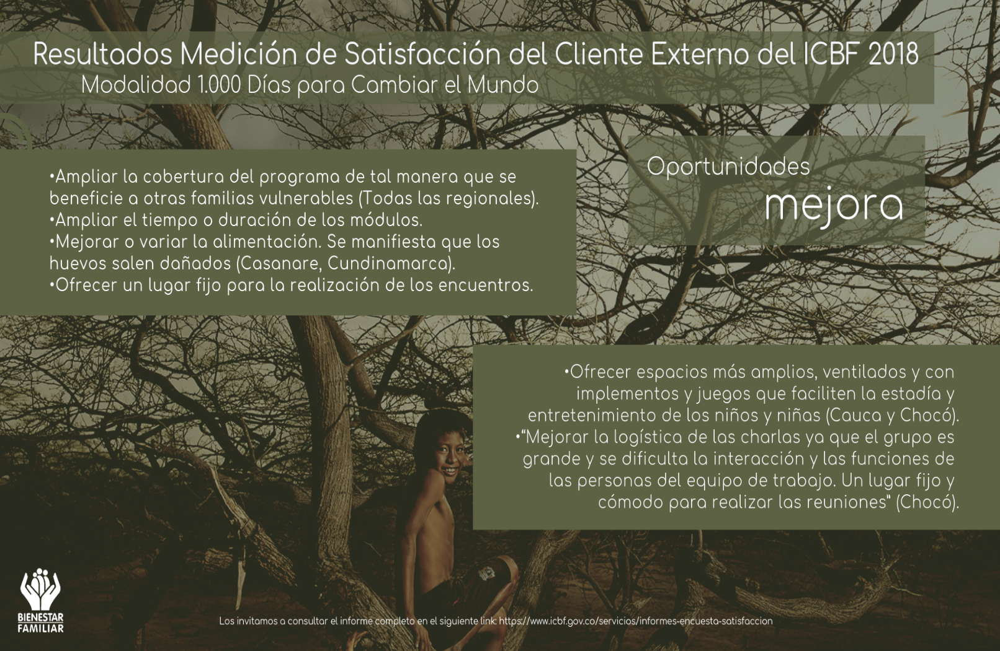 Resultados Medición de Satisfacción del Cliente Externo del ICBF 2018
Modalidad 1.000 Días para Cambiar el Mundo
Oportunidades
mejora
•Ampliar la cobertura del programa de tal manera que se
beneficie a otras familias vulnerables (Todas las regionales).
•Ampliar el tiempo o duración de los módulos.
•Mejorar o variar la alimentación. Se manifiesta que los
huevos salen dañados (Casanare, Cundinamarca).
•Ofrecer un lugar fijo para la realización de los encuentros.
•Ofrecer espacios más amplios, ventilados y con
implementos y juegos que faciliten la estadía y
entretenimiento de los niños y niñas (Cauca y Chocó).
•“Mejorar la logística de las charlas ya que el grupo es
grande y se dificulta la interacción y las funciones de
las personas del equipo de trabajo. Un lugar fijo y
cómodo para realizar las reuniones” (Chocó).
BIENESTAR
FAMILIAR
Los invitamos a consultar el informe completo en el siguiente link: https://www.icbf.gov.co/servicios/informes-encuesta-satisfaccion